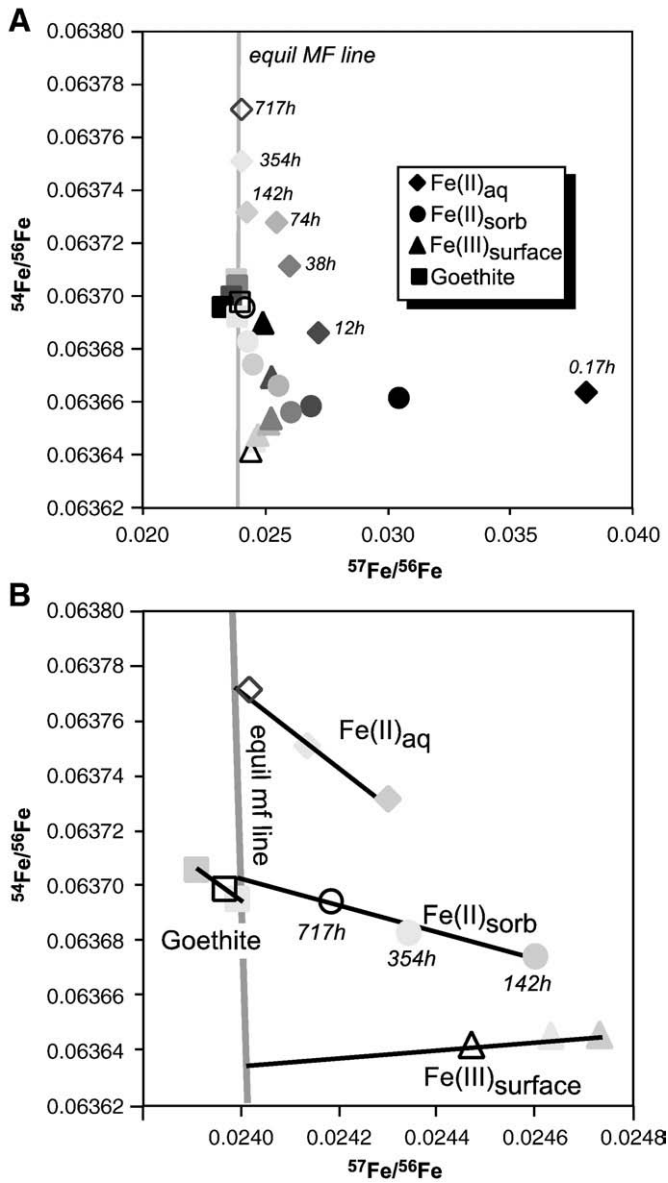 A
0.06380
0.06378
0.06376
0.06374
0.06372
0.06370
0.06368
0.06366
0.06364
0.06362
equil MF line
717h
354h
142h
74h
38h
12h
0.17h
Fe(II)aq
Fe(II)sorb
Fe(III)surface
Goethite
0.020 0.025 0.030 0.035 0.040
57Fe/56Fe
54Fe/56Fe
B
0.06380
0.06378
0.06376
0.06374
0.06372
0.06370
0.06368
0.06366
0.06364
0.06362
equil mf line
Fe(II)aq
Goethite
Fe(II)sorb
717h
354h
142h
Fe(III)surface
0.0240 0.0242 0.0244 0.0246 0.0248
57Fe/56Fe
54Fe/56Fe